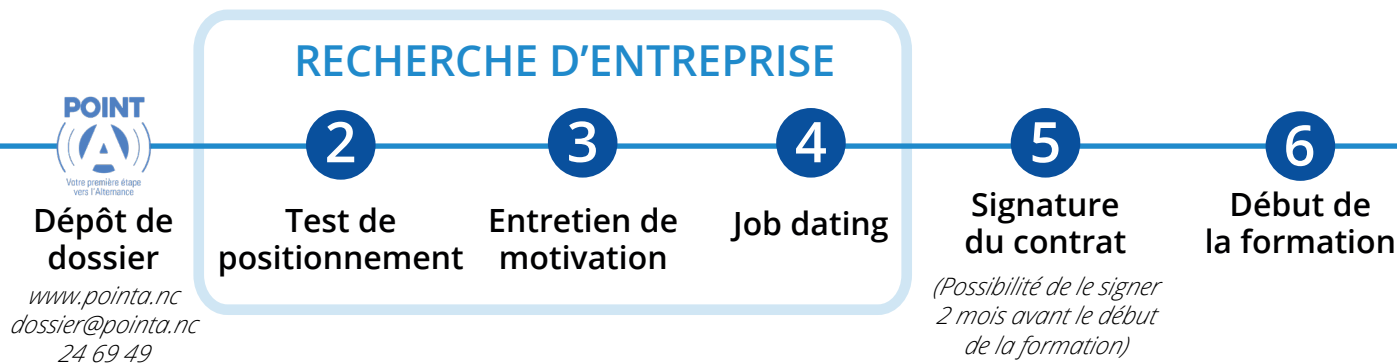 RECHERCHE D’ENTREPRISE
POINT
A
Votre première étape
vers l'Alternance
2
3
4
5
6
Dépôt de
dossier
www.pointa.nc
dossier@pointa.nc
24 69 49
Test de
positionnement
Entretien de
motivation
Job dating
Signature
du contrat
(Possibilité de le signer
2 mois avant le début
de la formation)
Début de
la formation